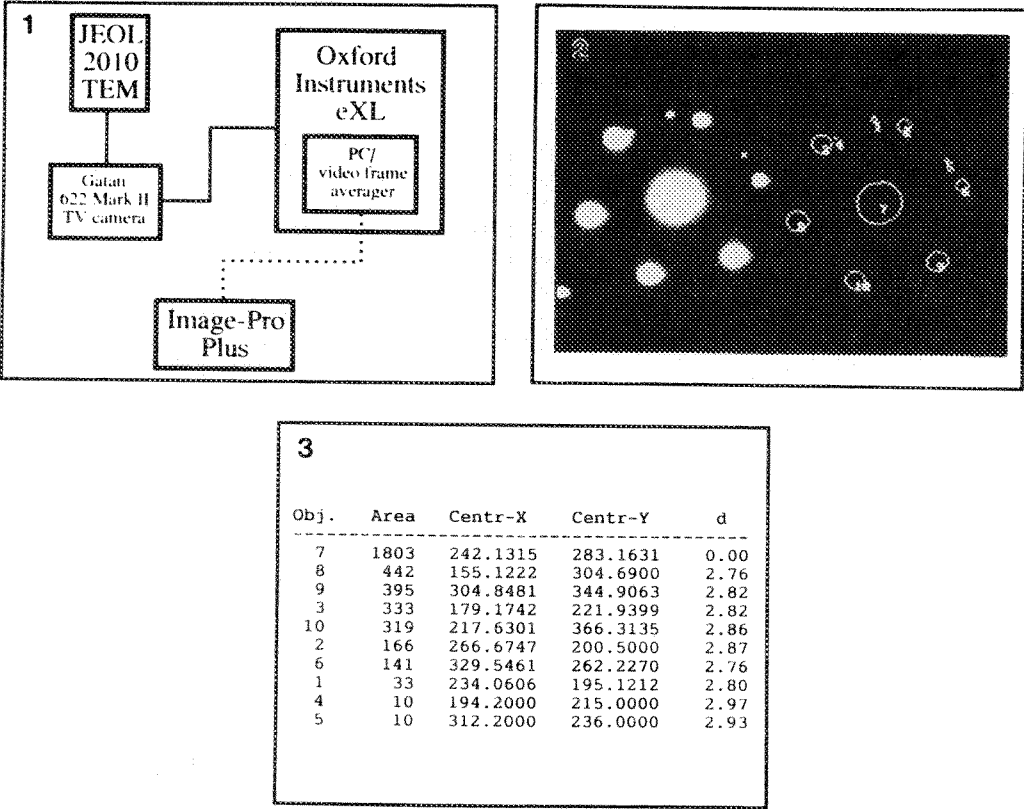 1
JEOL
2010
TEM
Oxford
Instruments
eXL
PC/
video frame
averager
Gatan
622 Mark II
TV camera
Image-Pro
Plus
3
Obj. Area Centr-X Centr-Y d
7 1803 242.1315 283.1631 0.00
8 442 155.1222 304.6900 2.76
9 395 304.8481 344.9063 2.82
3 333 179.1742 221.9399 2.82
10 319 217.6301 366.3135 2.86
2 166 266.6747 200.5000 2.87
6 141 329.5461 262.2270 2.76
1 33 234.0606 195.1212 2.80
4 10 194.2000 215.0000 2.97
5 10 312.2000 236.0000 2.93